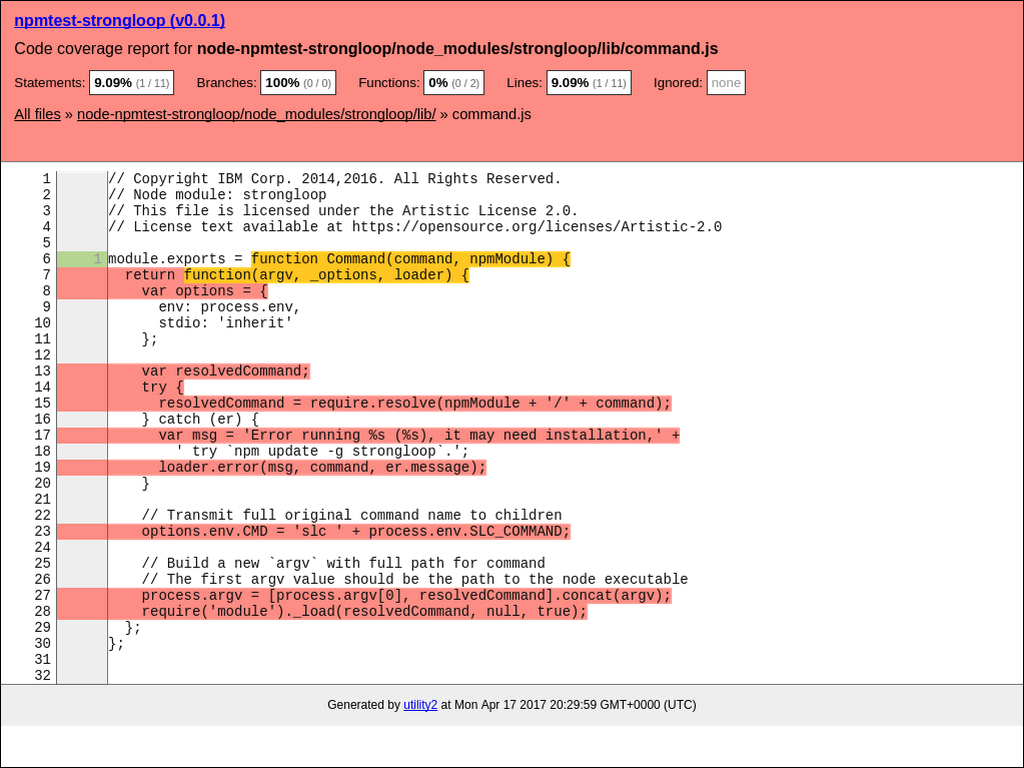 npmtest-strongloop (v0.0.1)
Code coverage report for node-npmtest-strongloop/node_modules/strongloop/lib/command.js
Statements: 9.09% (1 / 11) Branches: 100% (0 / 0) Functions: 0% (0 / 2) Lines: 9.09% (1 / 11) Ignored: none
All files » node-npmtest-strongloop/node_modules/strongloop/lib/ » command.js
1 // Copyright IBM Corp. 2014,2016. All Rights Reserved.
2 // Node module: strongloop
3 // This file is licensed under the Artistic License 2.0.
4 // License text available at https://opensource.org/licenses/Artistic-2.0
5
6 1 module.exports = function Command(command, npmModule) {
7   return function(argv, _options, loader) {
8     var options = {
9       env: process.env,
10       stdio: 'inherit'
11     };
12
13     var resolvedCommand;
14     try {
15       resolvedCommand = require.resolve(npmModule + '/' + command);
16     } catch (er) {
17       var msg = 'Error running %s (%s), it may need installation,' +
18         ' try `npm update -g strongloop`.';
19       loader.error(msg, command, er.message);
20     }
21
22     // Transmit full original command name to children
23     options.env.CMD = 'slc ' + process.env.SLC_COMMAND;
24
25     // Build a new `argv` with full path for command
26     // The first argv value should be the path to the node executable
27     process.argv = [process.argv[0], resolvedCommand].concat(argv);
28     require('module')._load(resolvedCommand, null, true);
29   };
30 };
31
32
Generated by utility2 at Mon Apr 17 2017 20:29:59 GMT+0000 (UTC)